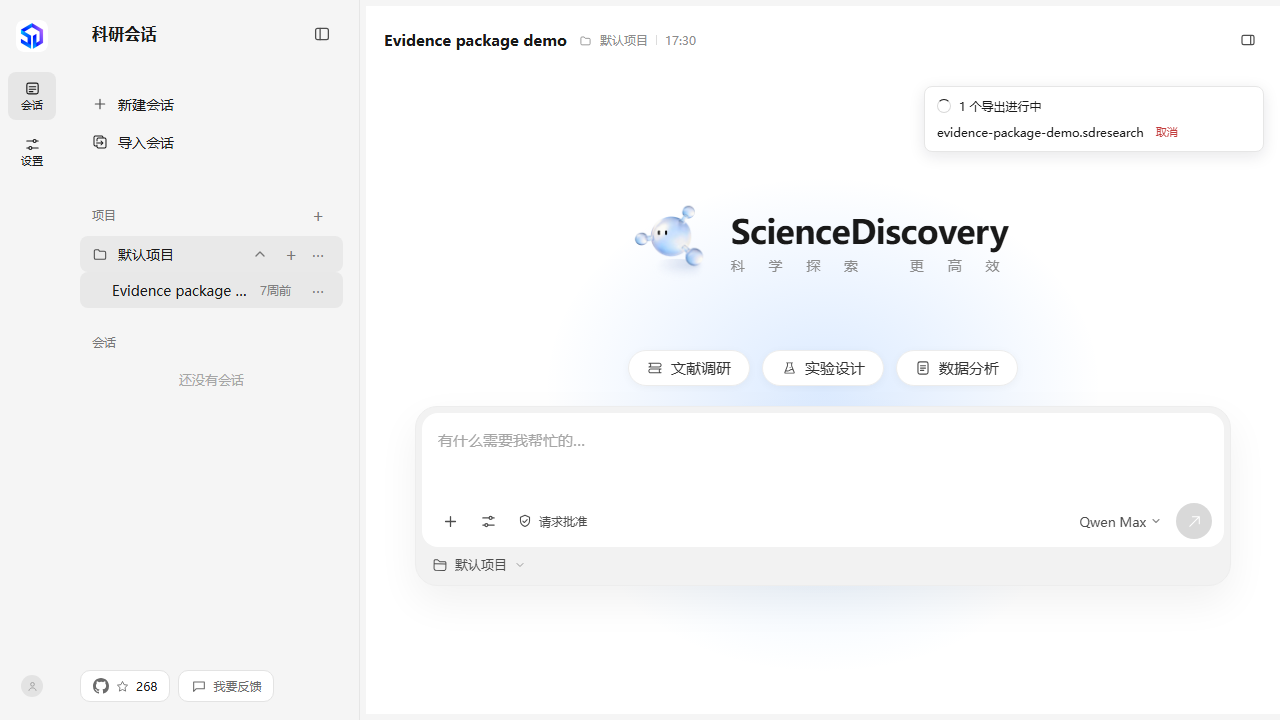 科研会话
会话
设置
新建会话
导入会话
项目
默认项目
Evidence package ... 7周前
会话
还没有会话
268 我要反馈
Evidence package demo 默认项目 17:30
1 个导出进行中
evidence-package-demo.sdresearch 取消
ScienceDiscovery
科学探索 更高效
文献调研 实验设计 数据分析
有什么需要我帮忙的...
请求批准 Qwen Max
默认项目